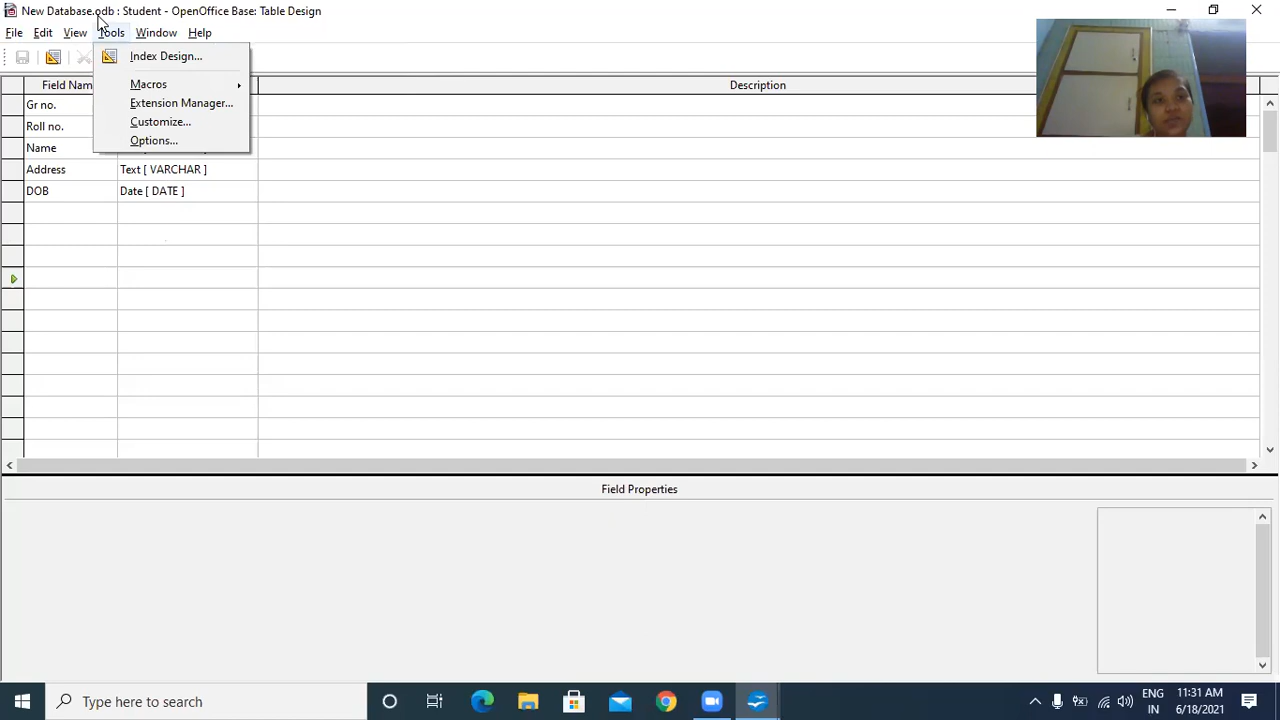 New Database.odb : Student - OpenOffice Base: Table Design
File Edit View Tools Window Help
Index Design...
Macros
Extension Manager...
Customize...
Options...
Field Nam
Description
Gr no.
Roll no.
Name
Address Text [ VARCHAR ]
DOB Date [ DATE ]
Field Properties
Type here to search
ENG
IN
11:31 AM
6/18/2021